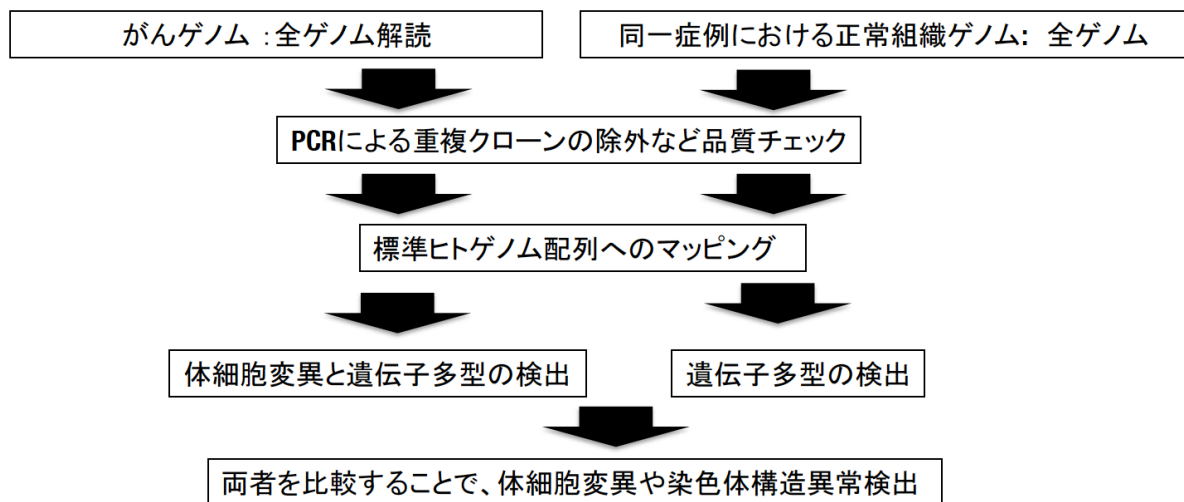 がんゲノム ：全ゲノム解読
同一症例における正常組織ゲノム: 全ゲノム
PCRによる重複クローンの除外など品質チェック
標準ヒトゲノム配列へのマッピング
体細胞変異と遺伝子多型の検出
遺伝子多型の検出
両者を比較することで、体細胞変異や染色体構造異常検出